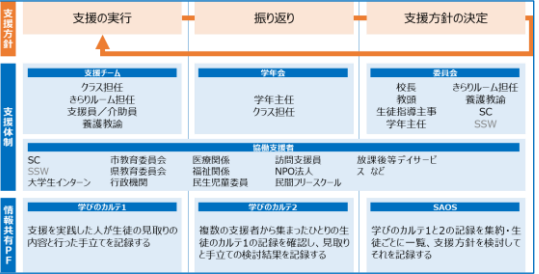 支援方針
支援の実行
振り返り
支援方針の決定
支援体制
支援チーム
クラス担任
きらりルーム担任
支援員／介助員
養護教諭
学年会
学年主任
クラス担任
委員会
校長
教頭
生徒指導主事
学年主任
きらりルーム担任
養護教諭
SC
SSW
協働支援者
SC
SSW
大学生インターン
市教育委員会
県教育委員会
行政機関
医療関係
福祉関係
民生児童委員
訪問支援員
NPO法人
民間フリースクール
放課後等デイサービ
ス など
情報共有PF
学びのカルテ1
支援を実践した人が生徒の見取りの
内容と行った手立てを記録する
学びのカルテ2
複数の支援者から集まったひとりの生
徒のカルテ1の記録を確認し、見取り
と手立ての検討結果を記録する
SAOS
学びのカルテ1と2の記録を集約・生
徒ごとに一覧、支援方針を検討して
それを記録する